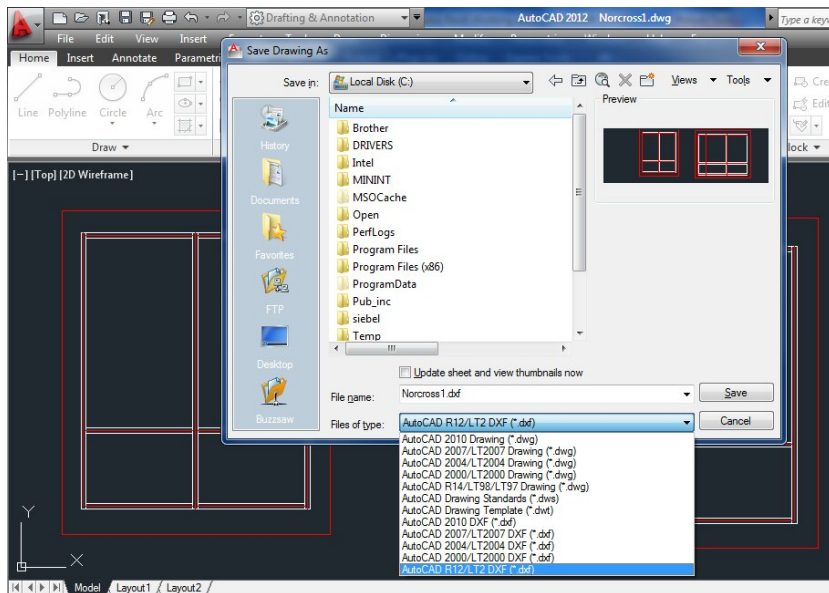 Drafting & Annotation
AutoCAD 2012 Norcross1.dwg
Type a key
File Edit View Insert
Home Insert Annotate Parametri
Save Drawing As
Line Polyline Circle Arc
Draw
Cre
Edit
lock
[−] [Top] [2D Wireframe]
Save in: Local Disk (C:)
Views Tools
History
Documents
Favorites
FTP
Desktop
Buzzsaw
Name
Brother
DRIVERS
Intel
MININT
MSOCache
Open
PerfLogs
Program Files
Program Files (x86)
ProgramData
Pub_inc
siebel
Temp
Preview
Update sheet and view thumbnails now
File name: Norcross1.dxf Save
Files of type: AutoCAD R12/LT2 DXF (*.dxf) Cancel
AutoCAD 2010 Drawing (*.dwg)
AutoCAD 2007/LT2007 Drawing (*.dwg)
AutoCAD 2004/LT2004 Drawing (*.dwg)
AutoCAD 2000/LT2000 Drawing (*.dwg)
AutoCAD R14/LT98/LT97 Drawing (*.dwg)
AutoCAD Drawing Standards (*.dws)
AutoCAD Drawing Template (*.dwt)
AutoCAD 2010 DXF (*.dxf)
AutoCAD 2007/LT2007 DXF (*.dxf)
AutoCAD 2004/LT2004 DXF (*.dxf)
AutoCAD 2000/LT2000 DXF (*.dxf)
AutoCAD R12/LT2 DXF (*.dxf)
Y
X
Model Layout1 Layout2